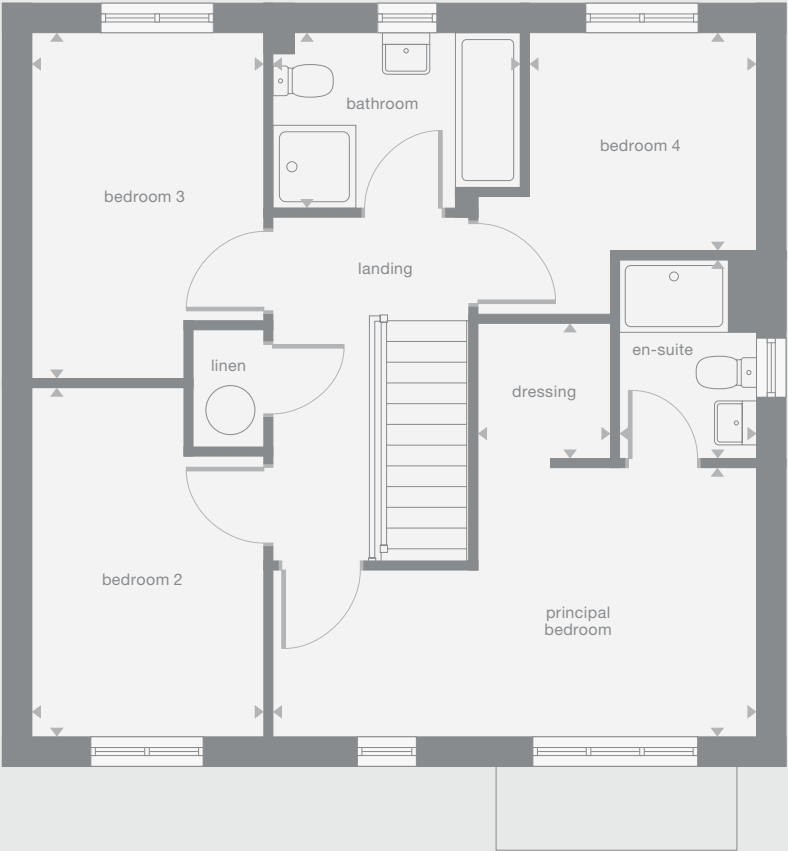 bathroom
bedroom 4
bedroom 3
landing
en-suite
linen
dressing
bedroom 2
principal
bedroom